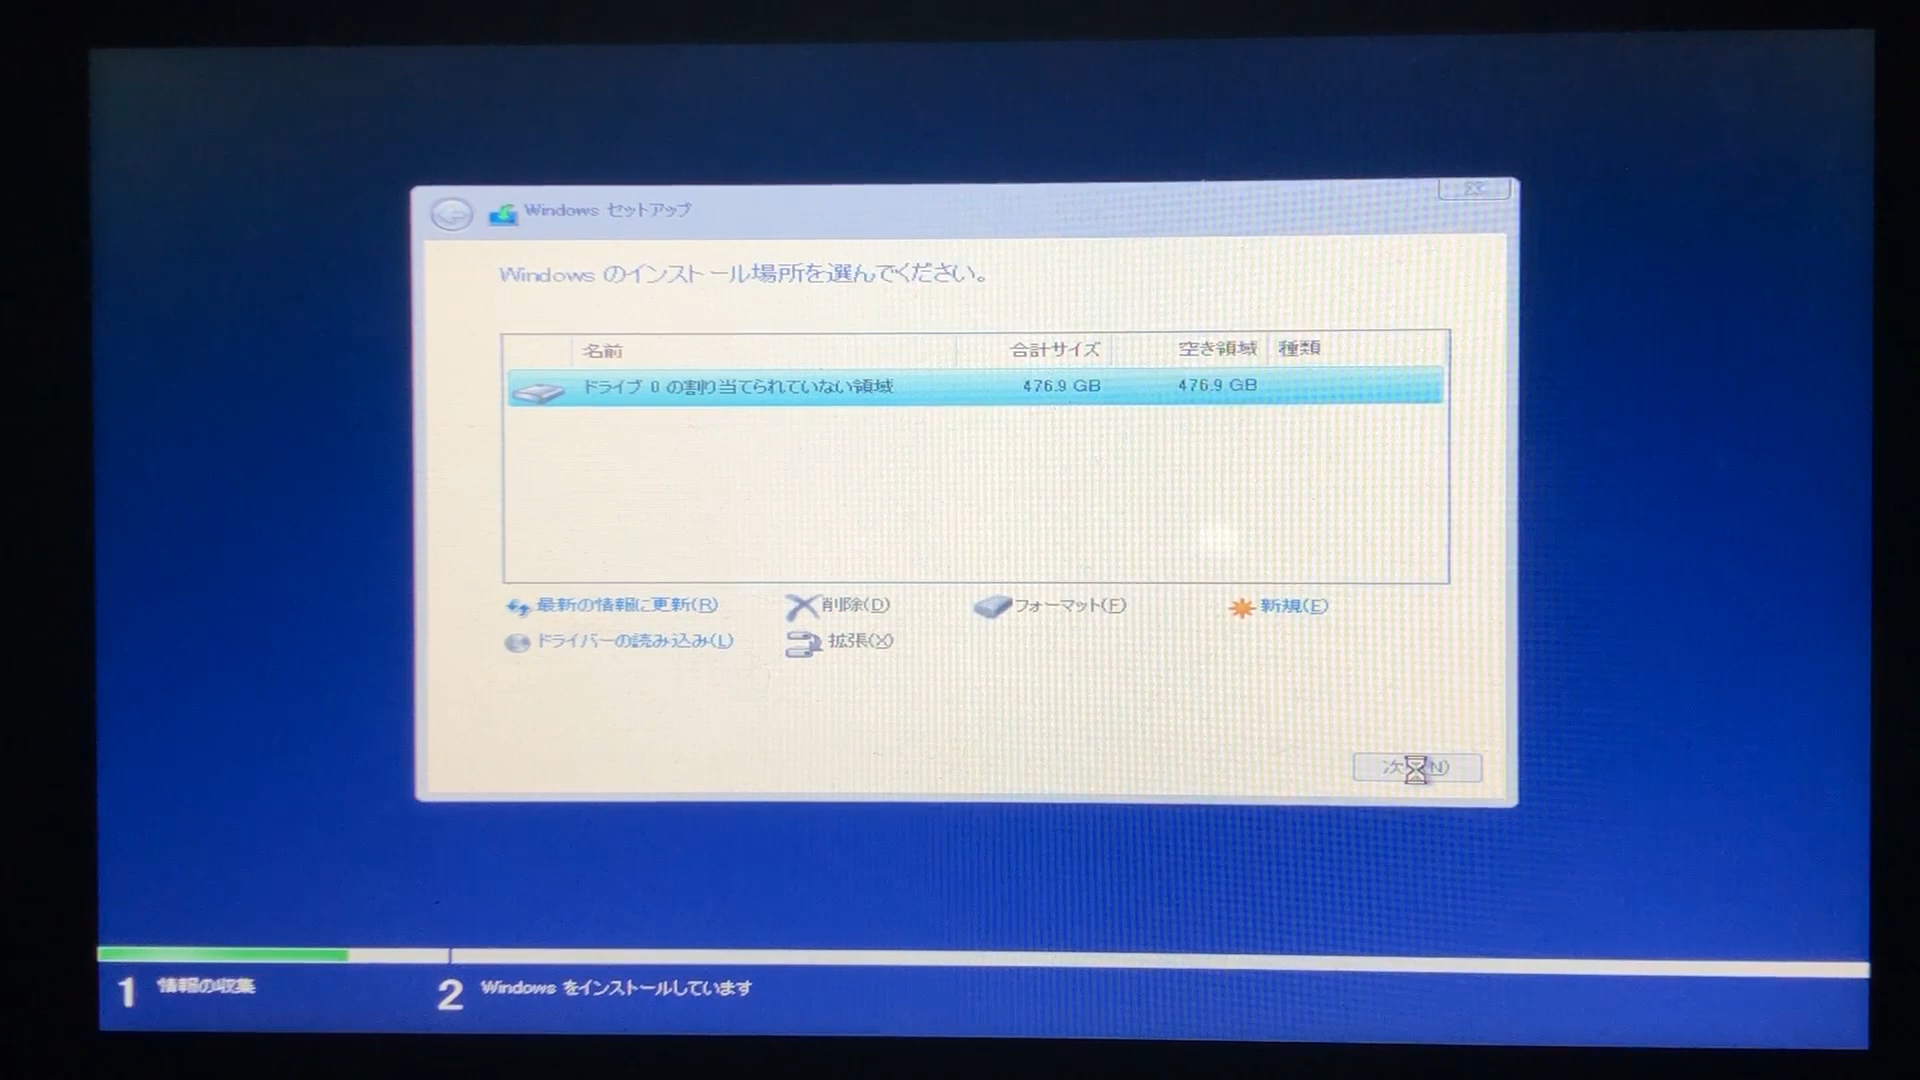 Windows セットアップ
Windows のインストール場所を選んでください。
名前 合計サイズ 空き領域 種類
ドライブ 0 の割り当てられていない領域 476.9 GB 476.9 GB
最新の情報に更新(R) 削除(D) フォーマット(F) 新規(E)
ドライバーの読み込み(L) 拡張(X)
次 N)
1 情報の収集 2 Windows をインストールしています